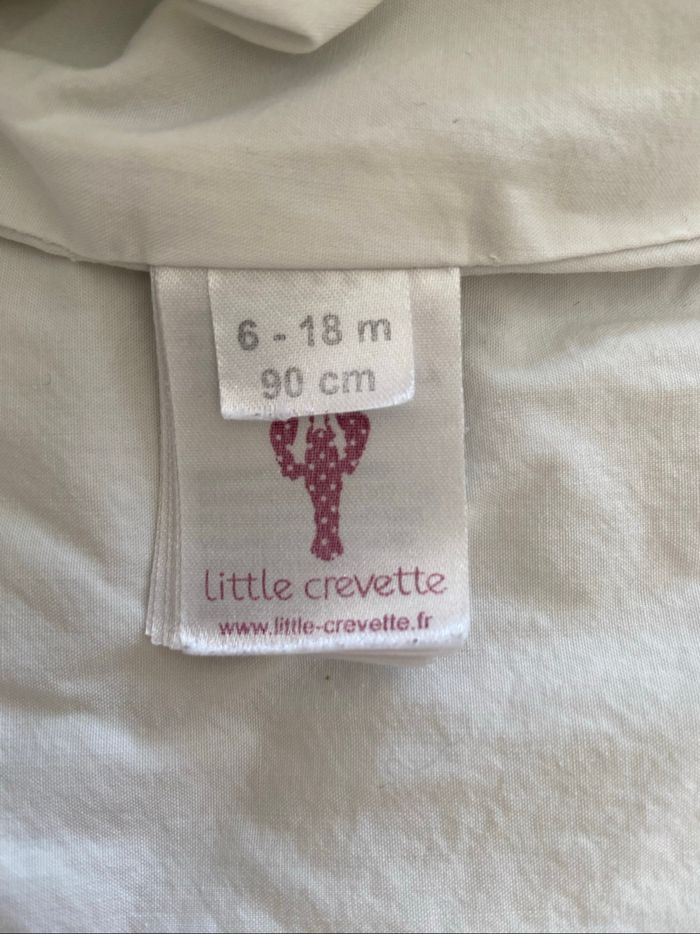 6 - 18 m
90 cm
little crevette
www.little-crevette.fr